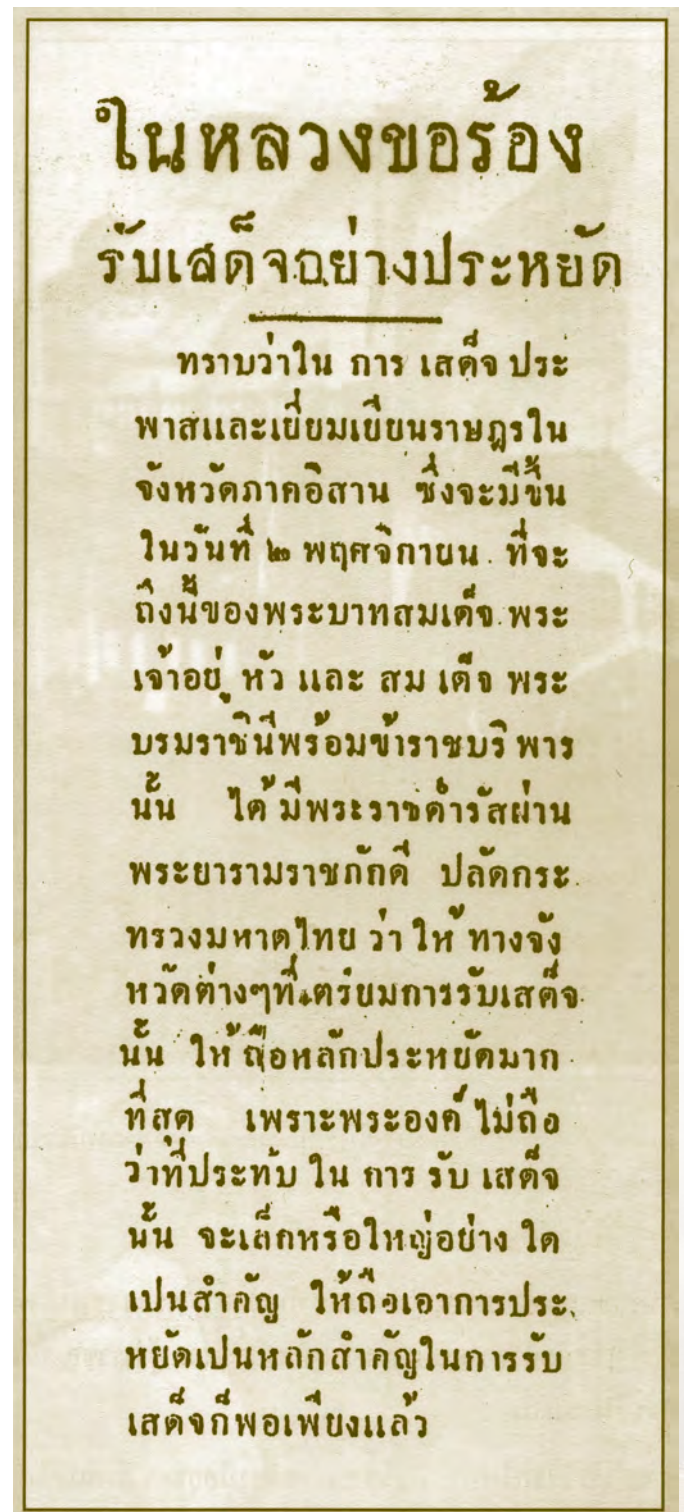 ในหลวงขอร้อง
รับเสด็จอย่างประหยัด
ทราบว่าใน การ เสด็จ ประ
พาสและเยี่ยมเยียนราษฎรใน
จังหวัดภาคอิสาน ซึ่งจะมีขึ้น
ในวันที่ ๒ พฤศจิกายน ที่จะ
ถึงนี้ของพระบาทสมเด็จ พระ
เจ้าอยู่ หัว และ สม เด็จ พระ
บรมราชินีพร้อมข้าราชบริ พาร
นั้น ได้ มีพระราชดำรัสผ่าน
พระยารามราชภักดี ปลัดกระ
ทรวงมหาดไทย ว่า ให้ ทางจัง
หวัดต่างๆที่เตรียมการรับเสด็จ
นั้น ให้ ถือหลักประหยัดมาก
ที่สุด เพราะพระองค์ ไม่ถือ
ว่าที่ประทับ ใน การ รับ เสด็จ
นั้น จะเล็กหรือใหญ่อย่าง ใด
เปนสำคัญ ให้ถือเอาการประ
หยัดเปนหลักสำคัญในการรับ
เสด็จก็พอเพียงแล้ว